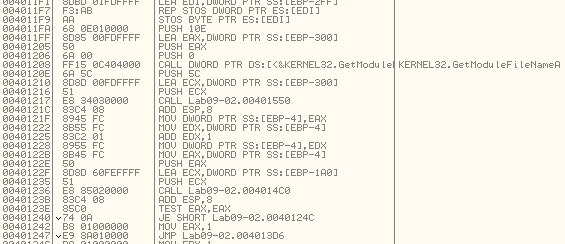 004011F1 8DBD 01FDFFFF LEA EDI,DWORD PTR SS:[EBP-2FF]
004011F7 F3:AB REP STOS DWORD PTR ES:[EDI]
004011F9 AA STOS BYTE PTR ES:[EDI]
004011FA 68 0E010000 PUSH 10E
004011FF 8D85 00FDFFFF LEA EAX,DWORD PTR SS:[EBP-300]
00401205 50 PUSH EAX
00401206 6A 00 PUSH 0
00401208 FF15 0C404000 CALL DWORD PTR DS:[<&KERNEL32.GetModuleI KERNEL32.GetModuleFileNameA
0040120E 6A 5C PUSH 5C
00401210 8D8D 00FDFFFF LEA ECX,DWORD PTR SS:[EBP-300]
00401216 51 PUSH ECX
00401217 E8 34030000 CALL Lab09-02.00401550
0040121C 83C4 08 ADD ESP,8
0040121F 8945 FC MOV DWORD PTR SS:[EBP-4],EAX
00401222 8B55 FC MOV EDX,DWORD PTR SS:[EBP-4]
00401225 83C2 01 ADD EDX,1
00401228 8955 FC MOV DWORD PTR SS:[EBP-4],EDX
0040122B 8B45 FC MOV EAX,DWORD PTR SS:[EBP-4]
0040122E 50 PUSH EAX
0040122F 8D8D 60FEFFFF LEA ECX,DWORD PTR SS:[EBP-1A0]
00401235 51 PUSH ECX
00401236 E8 85020000 CALL Lab09-02.004014C0
0040123B 83C4 08 ADD ESP,8
0040123E 85C0 TEST EAX,EAX
00401240 74 0A JE SHORT Lab09-02.0040124C
00401242 B8 01000000 MOV EAX,1
00401247 E9 8A010000 JMP Lab09-02.004013D6